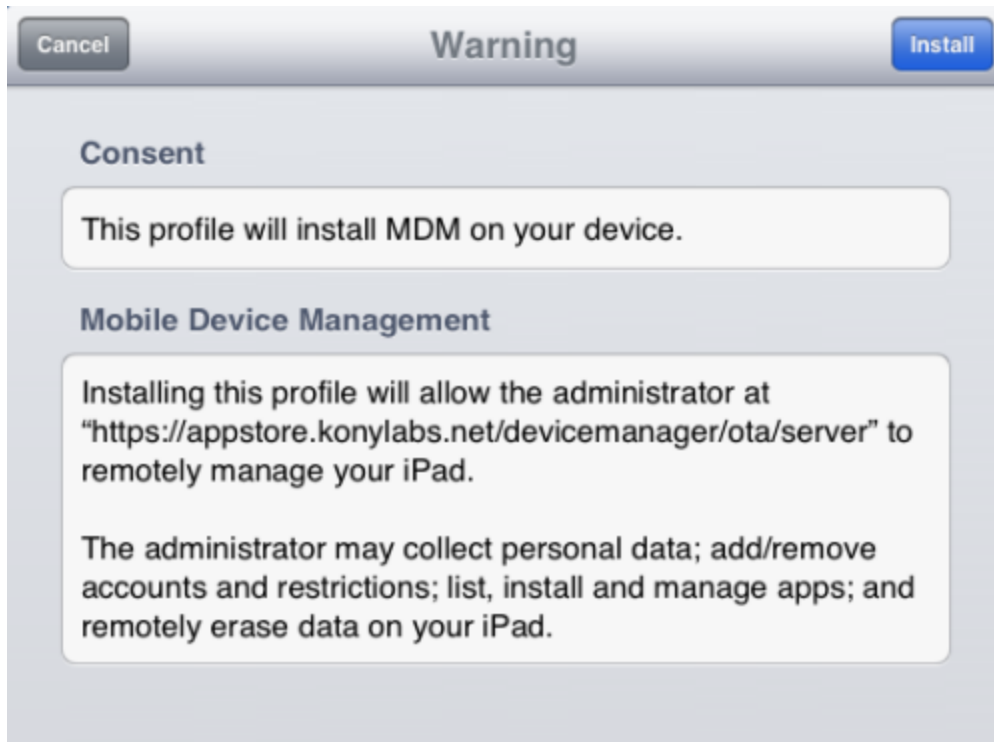 Cancel
Warning
Install
Consent
This profile will install MDM on your device.
Mobile Device Management
Installing this profile will allow the administrator at
“https://appstore.konylabs.net/devicemanager/ota/server” to
remotely manage your iPad.
The administrator may collect personal data; add/remove
accounts and restrictions; list, install and manage apps; and
remotely erase data on your iPad.